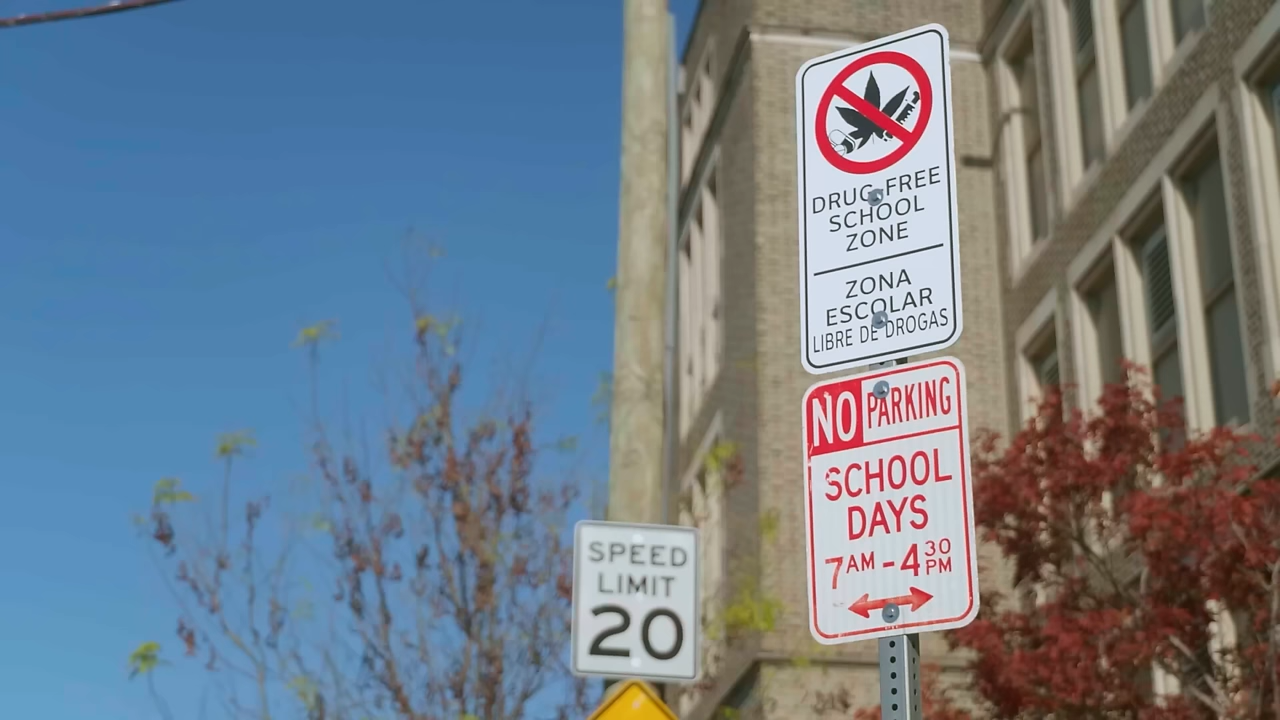 DRUG-FREE
SCHOOL
ZONE
ZONA
ESCOLAR
LIBRE DE DROGAS
NO PARKING
SCHOOL
DAYS
7AM - 430PM
SPEED
LIMIT
20